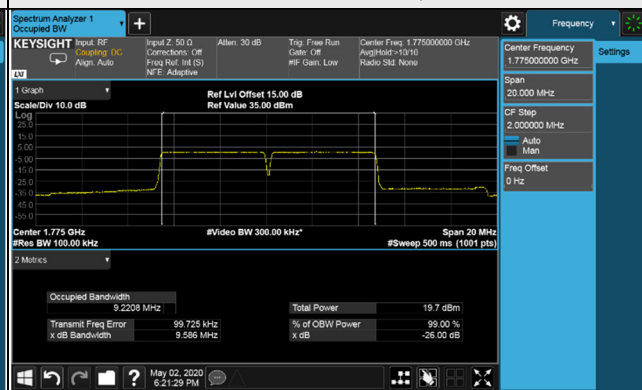 Spectrum Analyzer 1
Occupied BW
Frequency
KEYSIGHT
Input: RF
Coupling: DC
Align: Auto
Input Z: 50 Ω
Corrections: Off
Freq Ref: Int (S)
NFE: Adaptive
Atten: 30 dB
Trig: Free Run
Gate: Off
#IF Gain: Low
Center Freq: 1.775000000 GHz
Avg|Hold:>10/10
Radio Std: None
LXI
Center Frequency
1.775000000 GHz
Settings
Span
20.000 MHz
CF Step
2.000000 MHz
Auto
Man
Freq Offset
0 Hz
1 Graph
Scale/Div 10.0 dB
Ref Lvl Offset 15.00 dB
Ref Value 35.00 dBm
Log
25.0
15.0
5.00
-5.00
-15.0
-25.0
-35.0
-45.0
-55.0
Center 1.775 GHz
#Video BW 300.00 kHz*
Span 20 MHz
#Res BW 100.00 kHz
#Sweep 500 ms (1001 pts)
2 Metrics
Occupied Bandwidth
9.2208 MHz
Total Power
19.7 dBm
Transmit Freq Error
99.725 kHz
% of OBW Power
99.00 %
x dB Bandwidth
9.586 MHz
x dB
-26.00 dB
May 02, 2020
6:21:29 PM